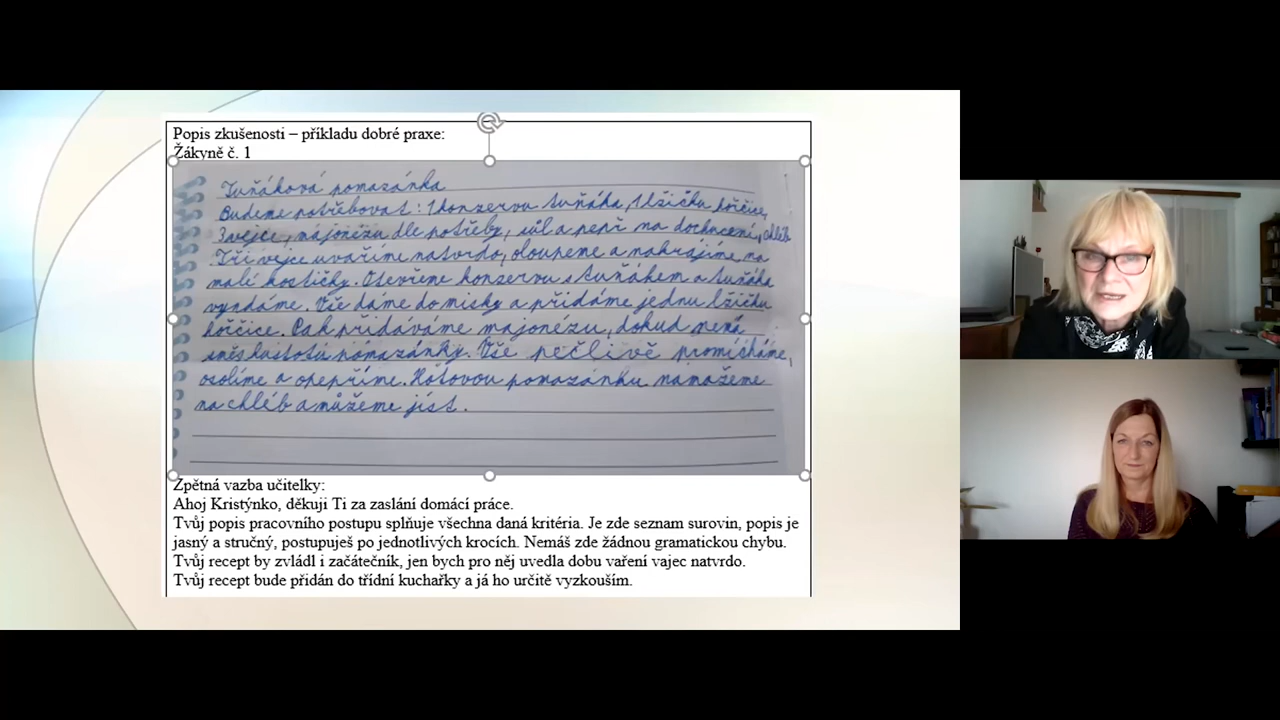 Popis zkušenosti – příkladu dobré praxe:
Žákyně č. 1
Tuňáková pomazánka
Budeme potřebovat: 1 konzervu tuňáka, 1 lžičku hořčice,
3 vejce, majonézu dle potřeby, sůl a pepř na dochucení, chléb
Tři vejce uvaříme natvrdo, oloupeme a nakrájíme na
malé kostičky. Otevřeme konzervu s tuňákem a tuňáka
vyndáme. Vše dáme do misky a přidáme jednu lžičku
hořčice. Pak přidáváme majonézu, dokud nemá
směs hustotu pomazánky. Vše pečlivě promícháme,
osolíme a opepříme. Hotovou pomazánku namažeme
na chléb a můžeme jíst.
Zpětná vazba učitelky:
Ahoj Kristýnko, děkuji Ti za zaslání domácí práce.
Tvůj popis pracovního postupu splňuje všechna daná kritéria. Je zde seznam surovin, popis je
jasný a stručný, postupuješ po jednotlivých krocích. Nemáš zde žádnou gramatickou chybu.
Tvůj recept by zvládl i začátečník, jen bych pro něj uvedla dobu vaření vajec natvrdo.
Tvůj recept bude přidán do třídní kuchařky a já ho určitě vyzkouším.